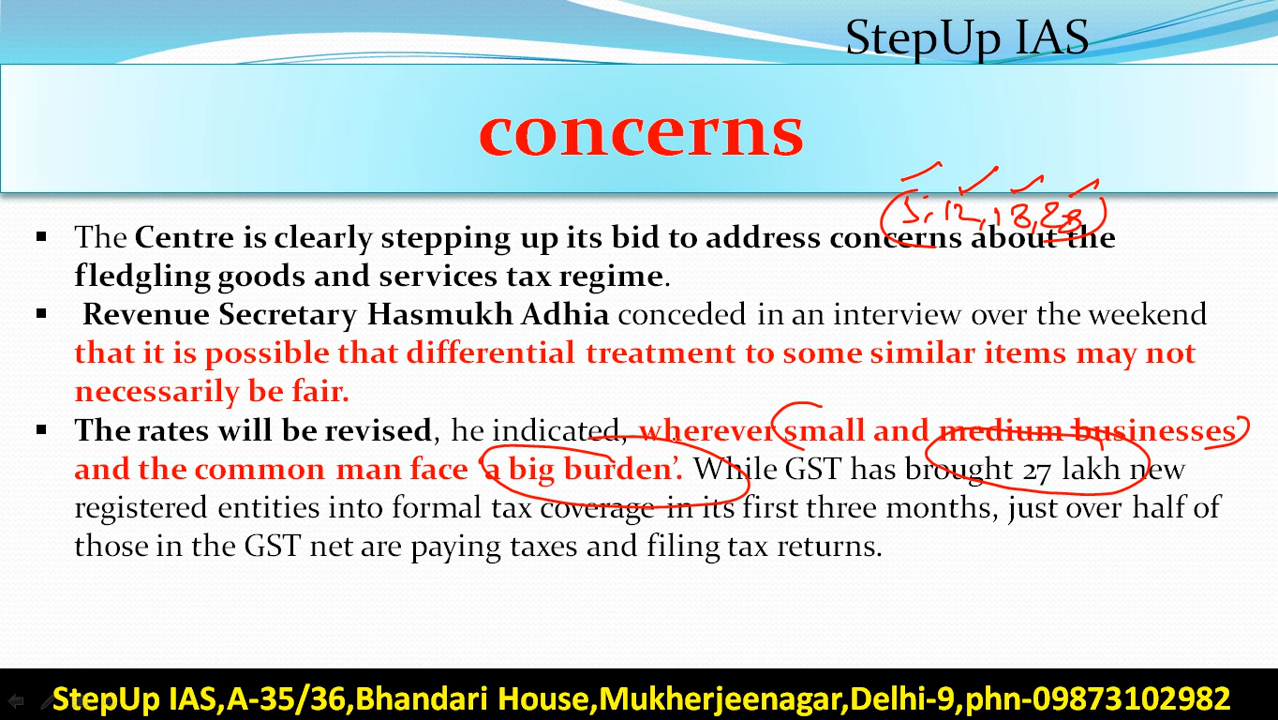 StepUp IAS
concerns
(5, 12, 18, 28)
▪ The Centre is clearly stepping up its bid to address concerns about the
fledgling goods and services tax regime.
▪ Revenue Secretary Hasmukh Adhia conceded in an interview over the weekend
that it is possible that differential treatment to some similar items may not
necessarily be fair.
▪ The rates will be revised, he indicated, wherever small and medium businesses
and the common man face ‘a big burden’. While GST has brought 27 lakh new
registered entities into formal tax coverage in its first three months, just over half of
those in the GST net are paying taxes and filing tax returns.
StepUp IAS,A-35/36,Bhandari House,Mukherjeenagar,Delhi-9,phn-09873102982